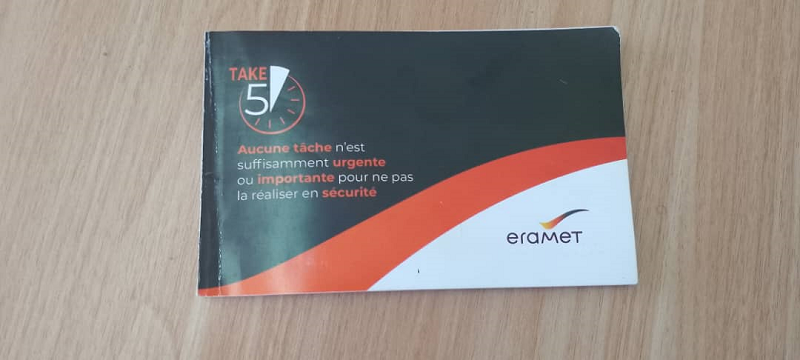 TAKE
5
Aucune tâche n'est
suffisamment urgente
ou importante pour ne pas
la réaliser en sécurité
eramet